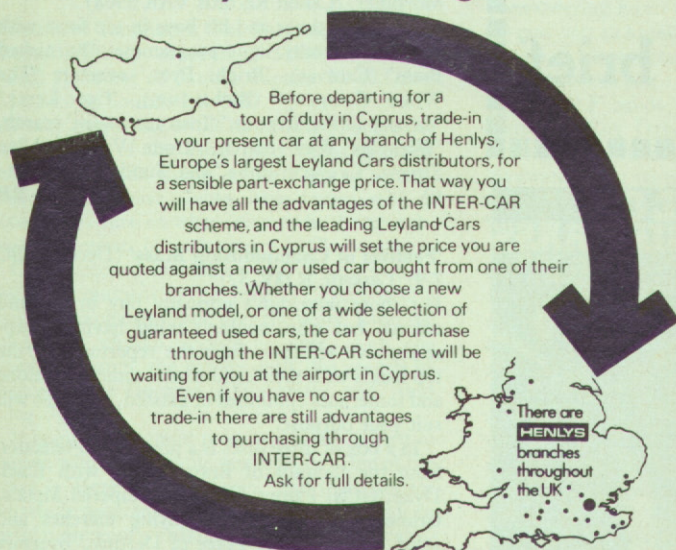 Before departing for a
tour of duty in Cyprus, trade-in
your present car at any branch of Henlys,
Europe's largest Leyland Cars distributors, for
a sensible part-exchange price. That way you
will have all the advantages of the INTER-CAR
scheme, and the leading Leyland Cars
distributors in Cyprus will set the price you are
quoted against a new or used car bought from one of their
branches. Whether you choose a new
Leyland model, or one of a wide selection of
guaranteed used cars, the car you purchase
through the INTER-CAR scheme will be
waiting for you at the airport in Cyprus.
Even if you have no car to
trade-in there are still advantages
to purchasing through
INTER-CAR.
Ask for full details.
There are
HENLYS
branches
throughout
the UK